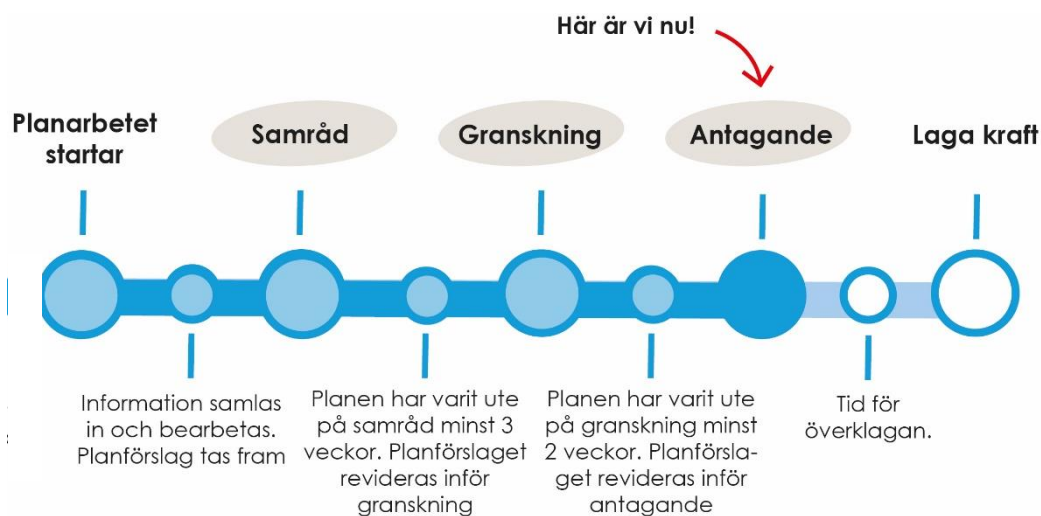 Här är vi nu!
Planarbetet
startar
Samråd
Granskning
Antagande
Laga kraft
Information samlas
in och bearbetas.
Planförslag tas fram
Planen har varit ute
på samråd minst 3
veckor. Planförslaget
revideras inför
granskning
Planen har varit ute
på granskning minst
2 veckor. Planförsla-
get revideras inför
antagande
Tid för
överklagan.